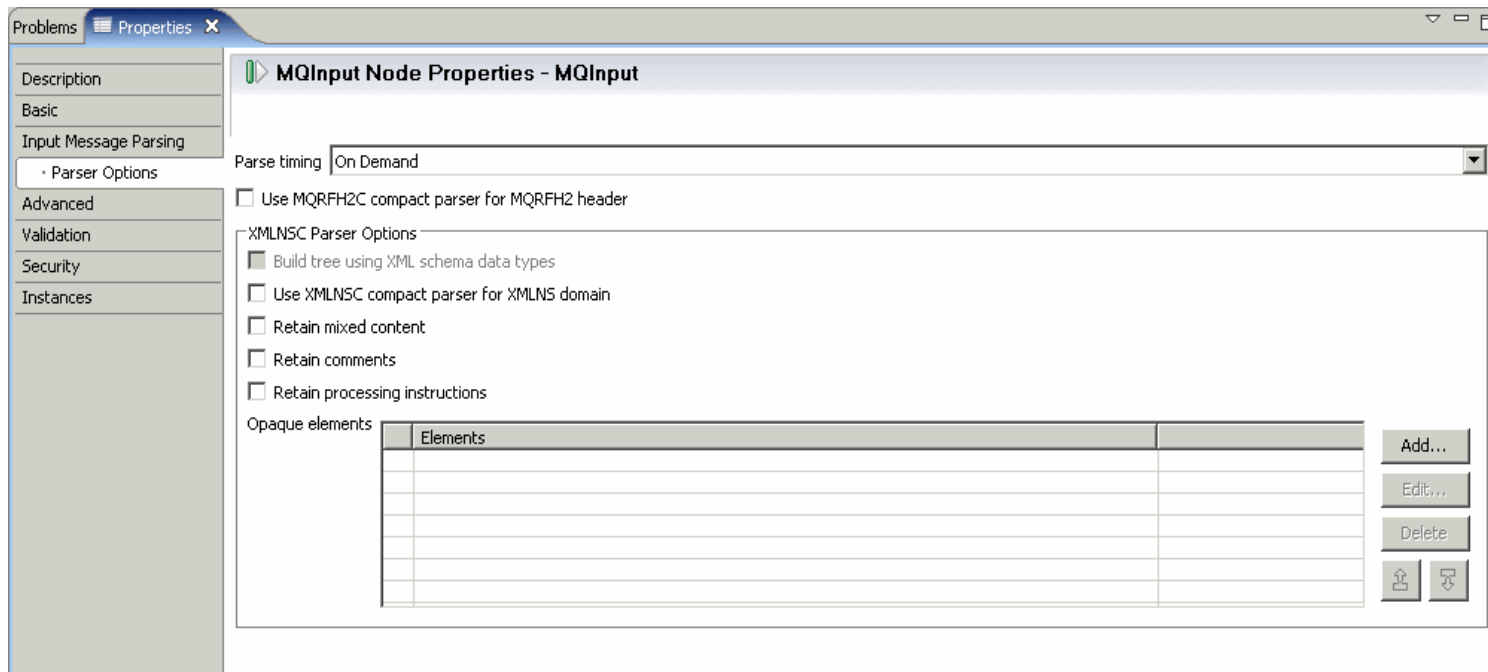 Problems Properties
MQInput Node Properties - MQInput
Description
Basic
Input Message Parsing
Parser Options
Advanced
Validation
Security
Instances
Parse timing On Demand
Use MQRFH2C compact parser for MQRFH2 header
XMLNSC Parser Options
Build tree using XML schema data types
Use XMLNSC compact parser for XMLNS domain
Retain mixed content
Retain comments
Retain processing instructions
Opaque elements
Elements
Add...
Edit...
Delete